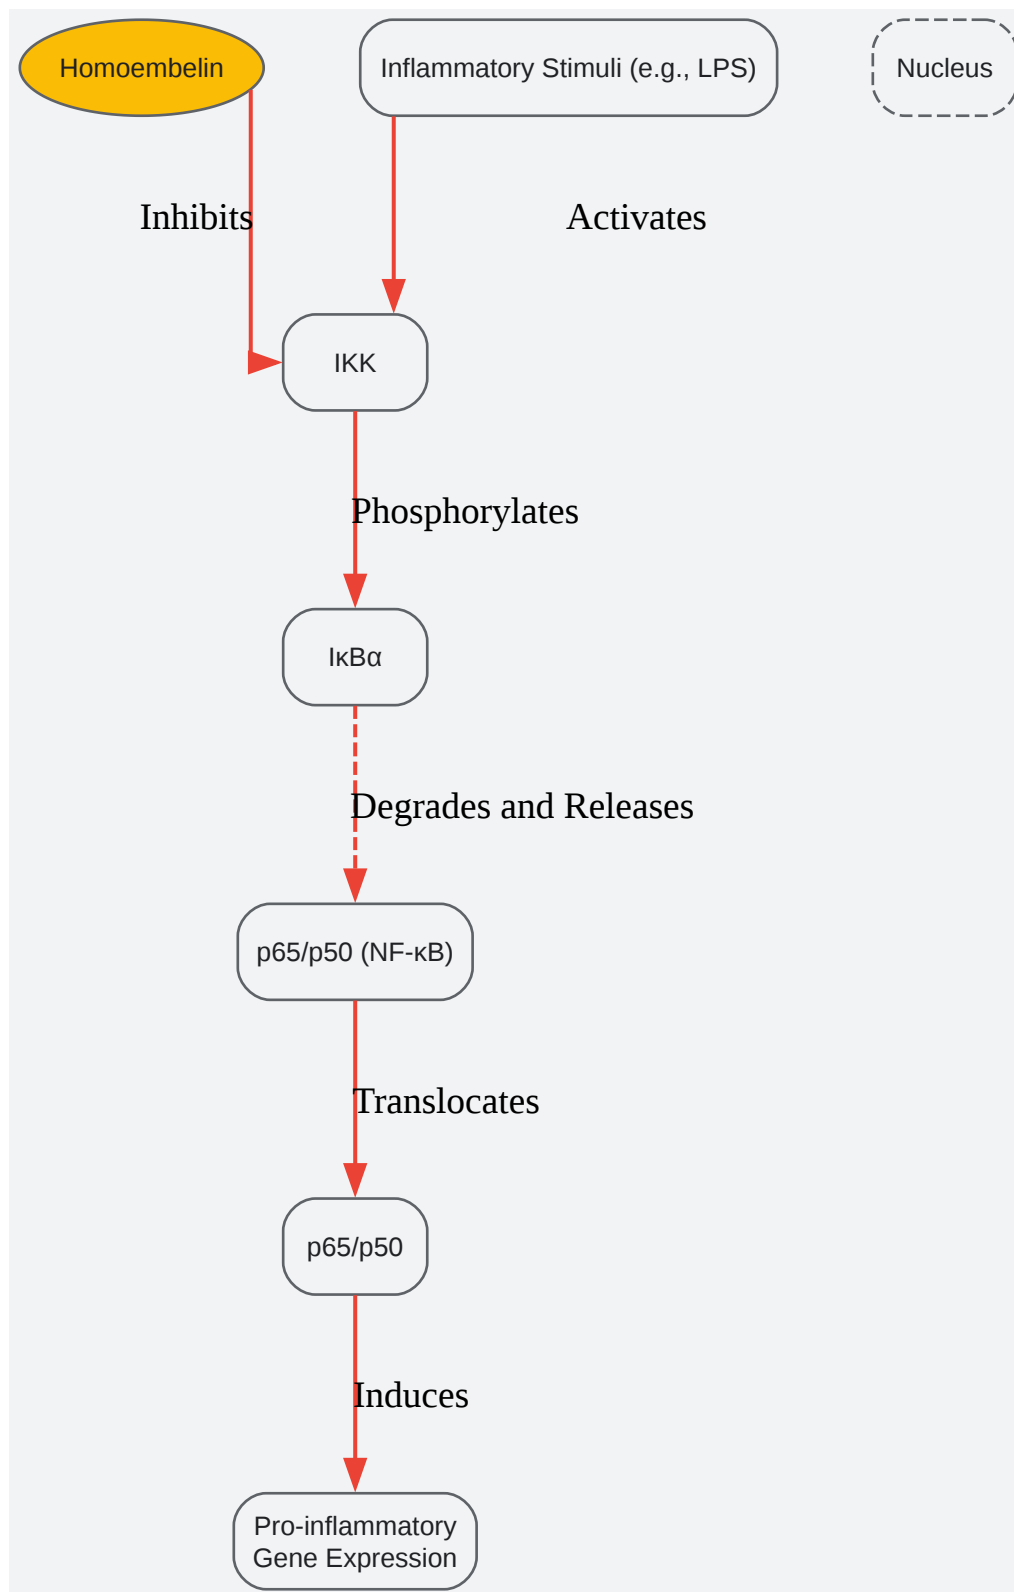 Homoembelin
Inflammatory Stimuli (e.g., LPS)
Nucleus
Inhibits
Activates
IKK
Phosphorylates
IκBα
Degrades and Releases
p65/p50 (NF-κB)
Translocates
p65/p50
Induces
Pro-inflammatory
Gene Expression